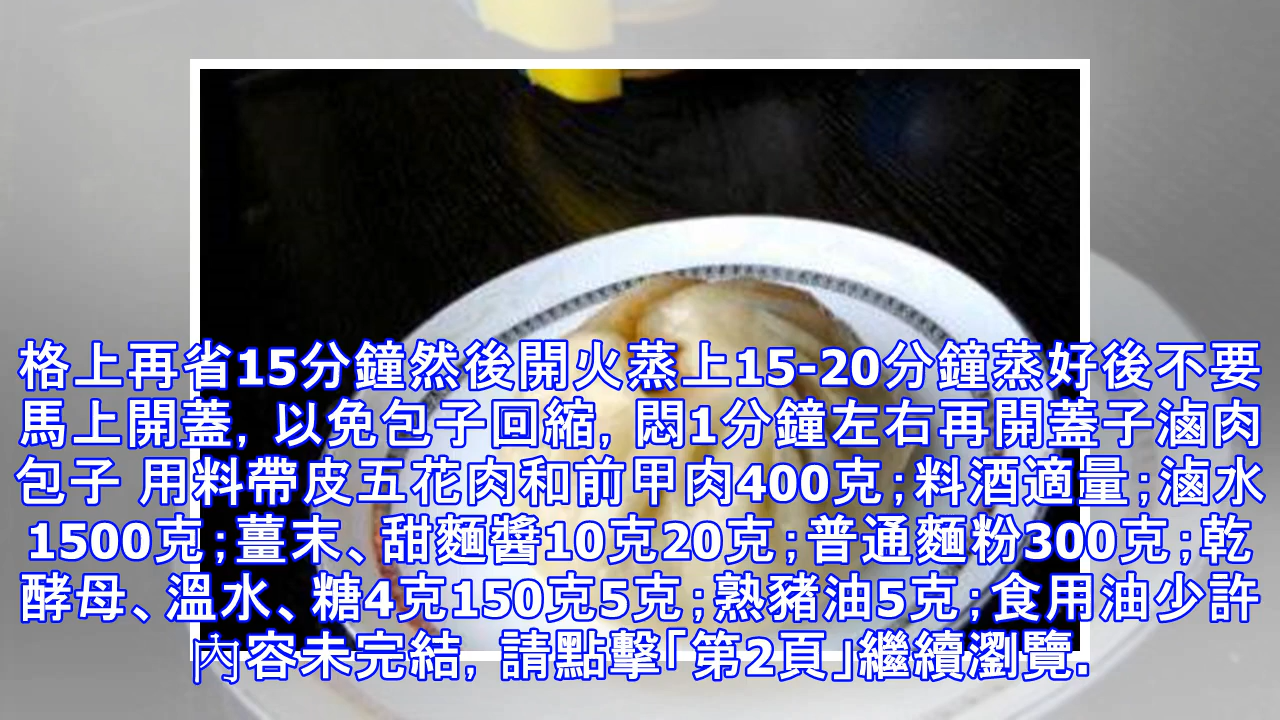 格上再省15分鐘然後開火蒸上15-20分鐘蒸好後不要
馬上開蓋, 以免包子回縮, 悶1分鐘左右再開蓋子滷肉
包子 用料帶皮五花肉和前甲肉400克;料酒適量;滷水
1500克;薑末、甜麵醬10克20克;普通麵粉300克;乾
酵母、溫水、糖4克150克5克;熟豬油5克;食用油少許
內容未完結, 請點擊「第2頁」繼續瀏覽.